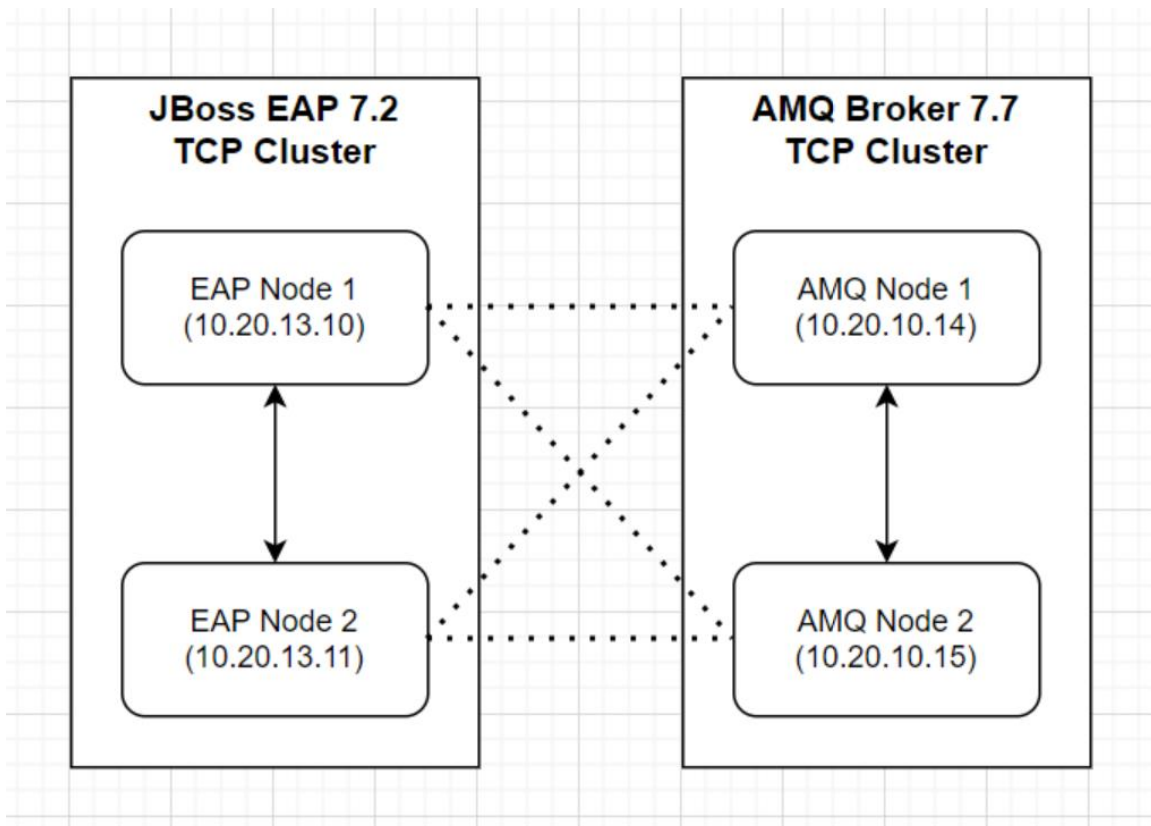 JBoss EAP 7.2
TCP Cluster
EAP Node 1
(10.20.13.10)
EAP Node 2
(10.20.13.11)
AMQ Broker 7.7
TCP Cluster
AMQ Node 1
(10.20.10.14)
AMQ Node 2
(10.20.10.15)